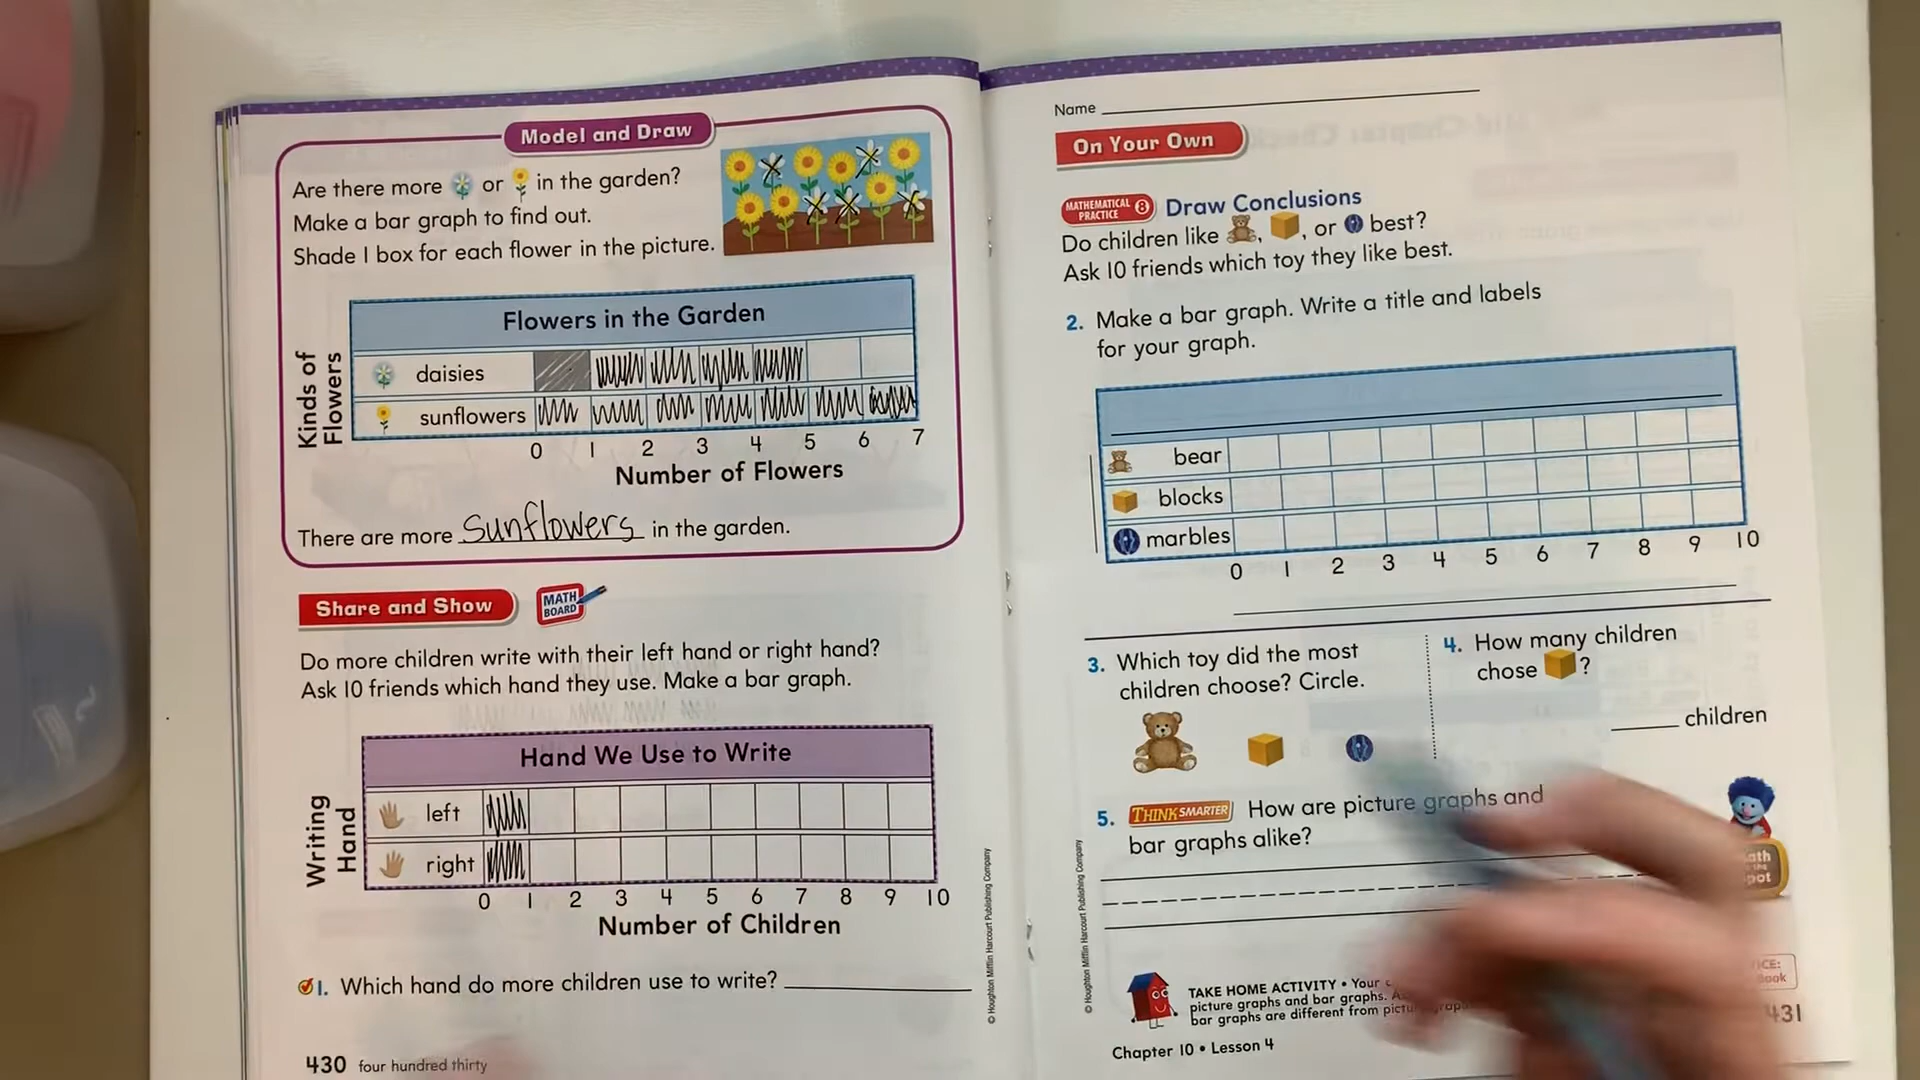 Model and Draw
Are there more or in the garden?
Make a bar graph to find out.
Shade 1 box for each flower in the picture.
Flowers in the Garden
Kinds of
Flowers
daisies
sunflowers
0 1 2 3 4 5 6 7
Number of Flowers
There are more Sunflowers in the garden.
Share and Show
MATH
BOARD
Do more children write with their left hand or right hand?
Ask 10 friends which hand they use. Make a bar graph.
Hand We Use to Write
Writing
Hand
left
right
0 1 2 3 4 5 6 7 8 9 10
Number of Children
1. Which hand do more children use to write?
© Houghton Mifflin Harcourt Publishing Company
430 four hundred thirty
Name
On Your Own
MATHEMATICAL
PRACTICE 8 Draw Conclusions
Do children like , , or best?
Ask 10 friends which toy they like best.
2. Make a bar graph. Write a title and labels
for your graph.
bear
blocks
marbles
0 1 2 3 4 5 6 7 8 9 10
3. Which toy did the most
children choose? Circle.
4. How many children
chose ?
children
5. THINK SMARTER How are picture graphs and
bar graphs alike?
© Houghton Mifflin Harcourt Publishing Company
TAKE HOME ACTIVITY • Your
picture graphs and bar graphs.
bar graphs are different from
Chapter 10 • Lesson 4
431